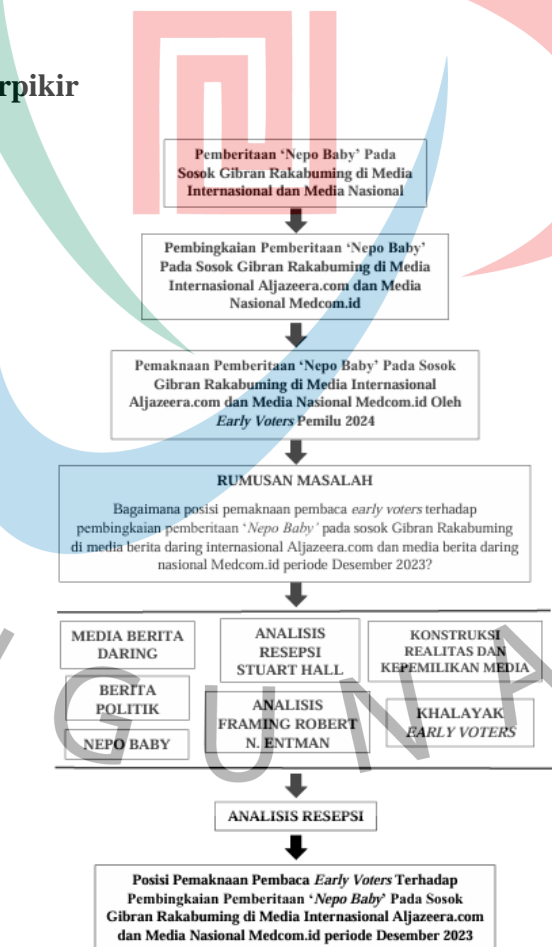 rpikir
Pemberitaan ‘Nepo Baby’ Pada
Sosok Gibran Rakabuming di Media
Internasional dan Media Nasional
Pembingkaian Pemberitaan ‘Nepo Baby’
Pada Sosok Gibran Rakabuming di Media
Internasional Aljazeera.com dan Media
Nasional Medcom.id
Pemaknaan Pemberitaan ‘Nepo Baby’ Pada Sosok
Gibran Rakabuming di Media Internasional
Aljazeera.com dan Media Nasional Medcom.id Oleh
Early Voters Pemilu 2024
RUMUSAN MASALAH
Bagaimana posisi pemaknaan pembaca early voters terhadap
pembingkaian pemberitaan ‘Nepo Baby’ pada sosok Gibran Rakabuming
di media berita daring internasional Aljazeera.com dan media berita daring
nasional Medcom.id periode Desember 2023?
MEDIA BERITA
DARING
BERITA
POLITIK
NEPO BABY
ANALISIS
RESEPSI
STUART HALL
ANALISIS
FRAMING ROBERT
N. ENTMAN
KONSTRUKSI
REALITAS DAN
KEPEMILIKAN MEDIA
KHALAYAK
EARLY VOTERS
G U N A
ANALISIS RESEPSI
Posisi Pemaknaan Pembaca Early Voters Terhadap
Pembingkaian Pemberitaan ‘Nepo Baby’ Pada Sosok
Gibran Rakabuming di Media Internasional Aljazeera.com
dan Media Nasional Medcom.id periode Desember 2023